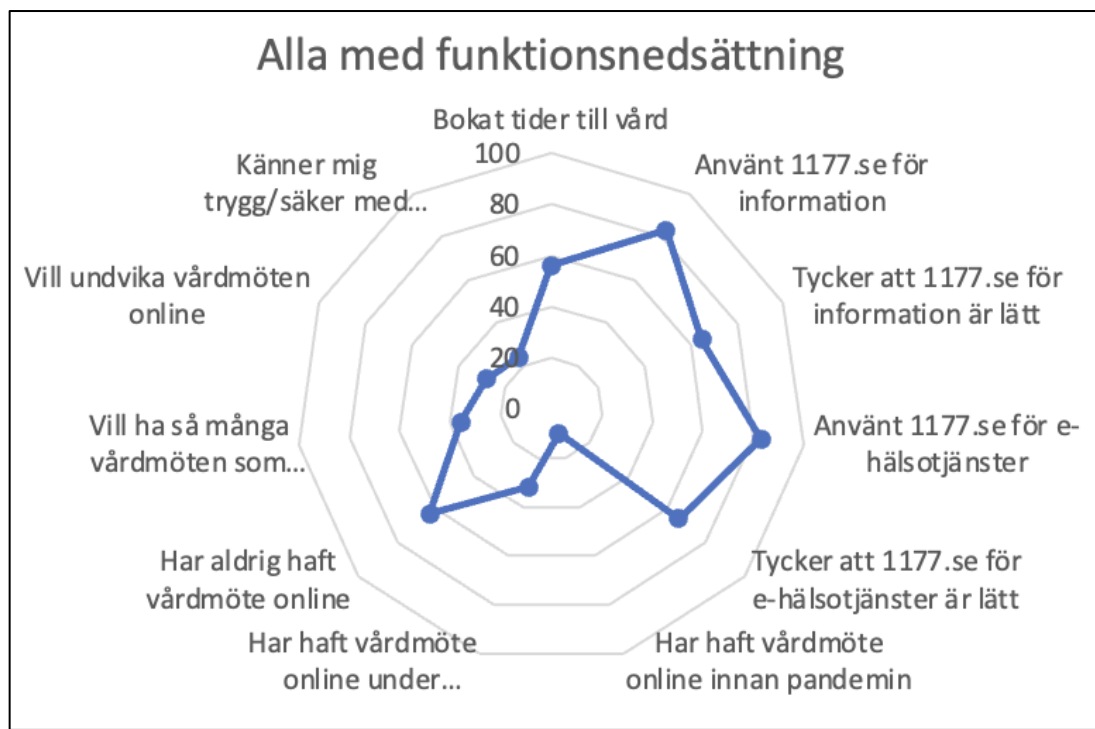 Alla med funktionsnedsättning
Bokat tider till vård
Använt 1177.se för
information
Tycker att 1177.se för
information är lätt
Använt 1177.se för e-
hälsotjänster
Tycker att 1177.se för
e-hälsotjänster är lätt
Har haft vårdmöte
online innan pandemin
Har haft vårdmöte
online under...
Har aldrig haft
vårdmöte online
Vill ha så många
vårdmöten som...
Vill undvika vårdmöten
online
Känner mig
trygg/säker med...
100
80
60
40
20
0